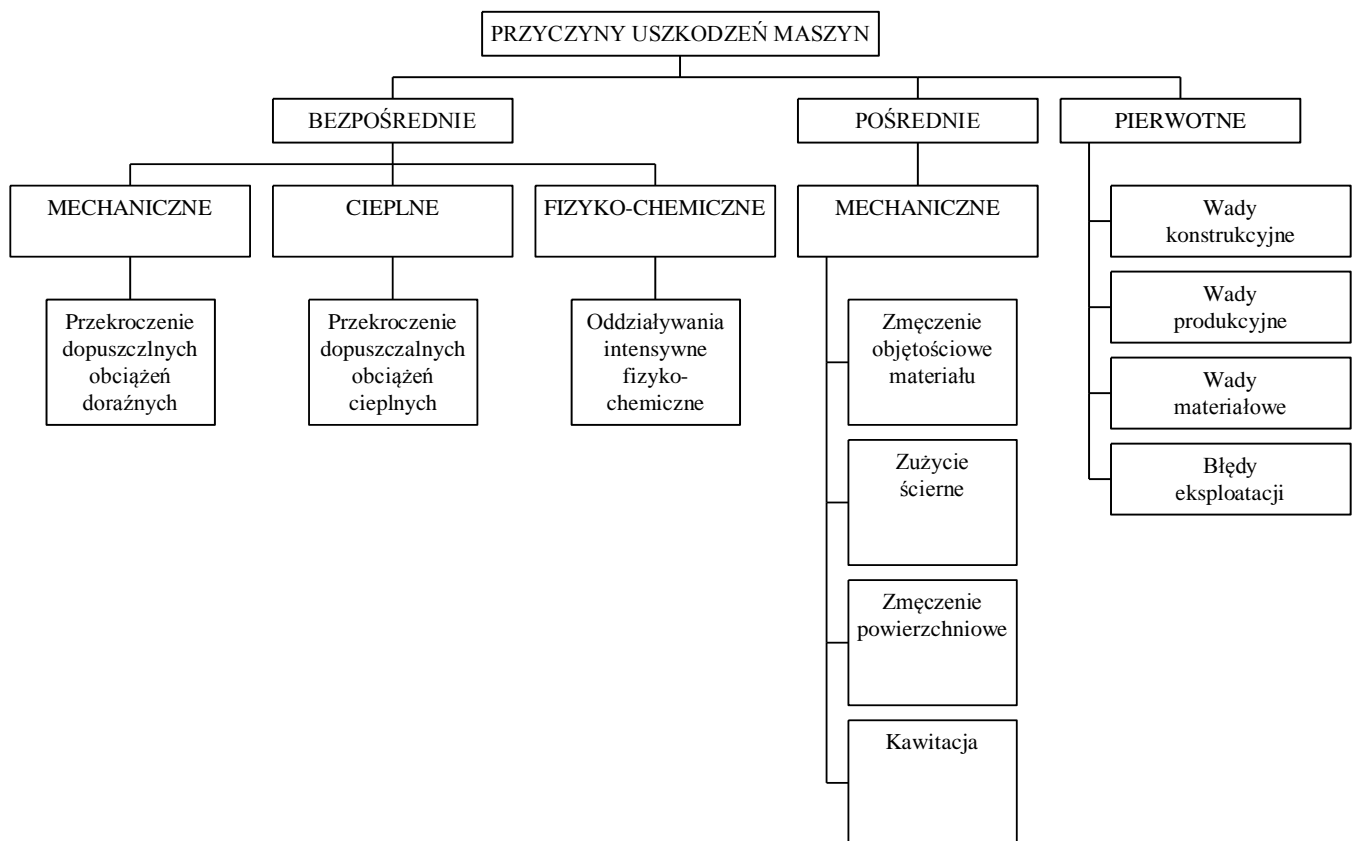 PRZYCZYNY USZKODZEŃ MASZYN
BEZPOŚREDNIE
POŚREDNIE
PIERWOTNE
MECHANICZNE
CIEPLNE
FIZYKO-CHEMICZNE
MECHANICZNE
Wady
konstrukcyjne
Wady
produkcyjne
Wady
materiałowe
Błędy
eksploatacji
Przekroczenie
dopuszczlnych
obciążeń
doraźnych
Przekroczenie
dopuszczalnych
obciążeń
cieplnych
Oddziaływania
intensywne
fizyko-
chemiczne
Zmęczenie
objętościowe
materiału
Zużycie
ścierne
Zmęczenie
powierzchniowe
Kawitacja